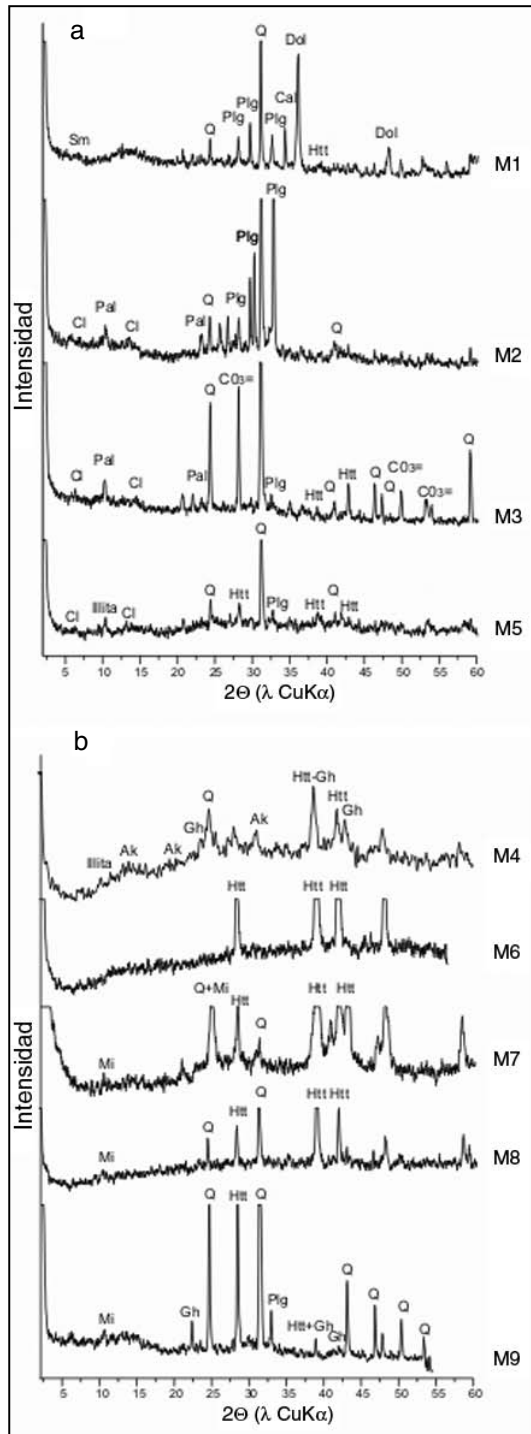 a
Intensidad
Q
Dol
Plg
Plg
Plg
Cal
Q
Sm
Htt
Dol
M1
Plg
Plg
Q
Plg
Pal
Cl
Cl
Pal
Q
M2
Q
C03=
Pal
Cl
Pal
Plg
Htt
Q
Htt
Q
Q
C03=
C03=
Q
M3
Q
Q
Htt
Plg
Htt
Q
Htt
Illita
Cl
Cl
M5
5 10 15 20 25 30 35 40 45 50 55 60
2Θ (λ CuKα)
b
Intensidad
Htt-Gh
Q
Htt
Gh
Gh
Ak
Illita
Ak
Ak
M4
Htt
Htt
Htt
M6
Q+Mi
Htt
Htt
Htt
Q
Mi
M7
Q
Htt
Htt
Htt
Q
Mi
M8
Q
Htt
Q
Q
Q
Q
Q
Plg
Gh
Htt+Gh
Gh
Mi
M9
5 10 15 20 25 30 35 40 45 50 55 60
2Θ (λ CuKα)